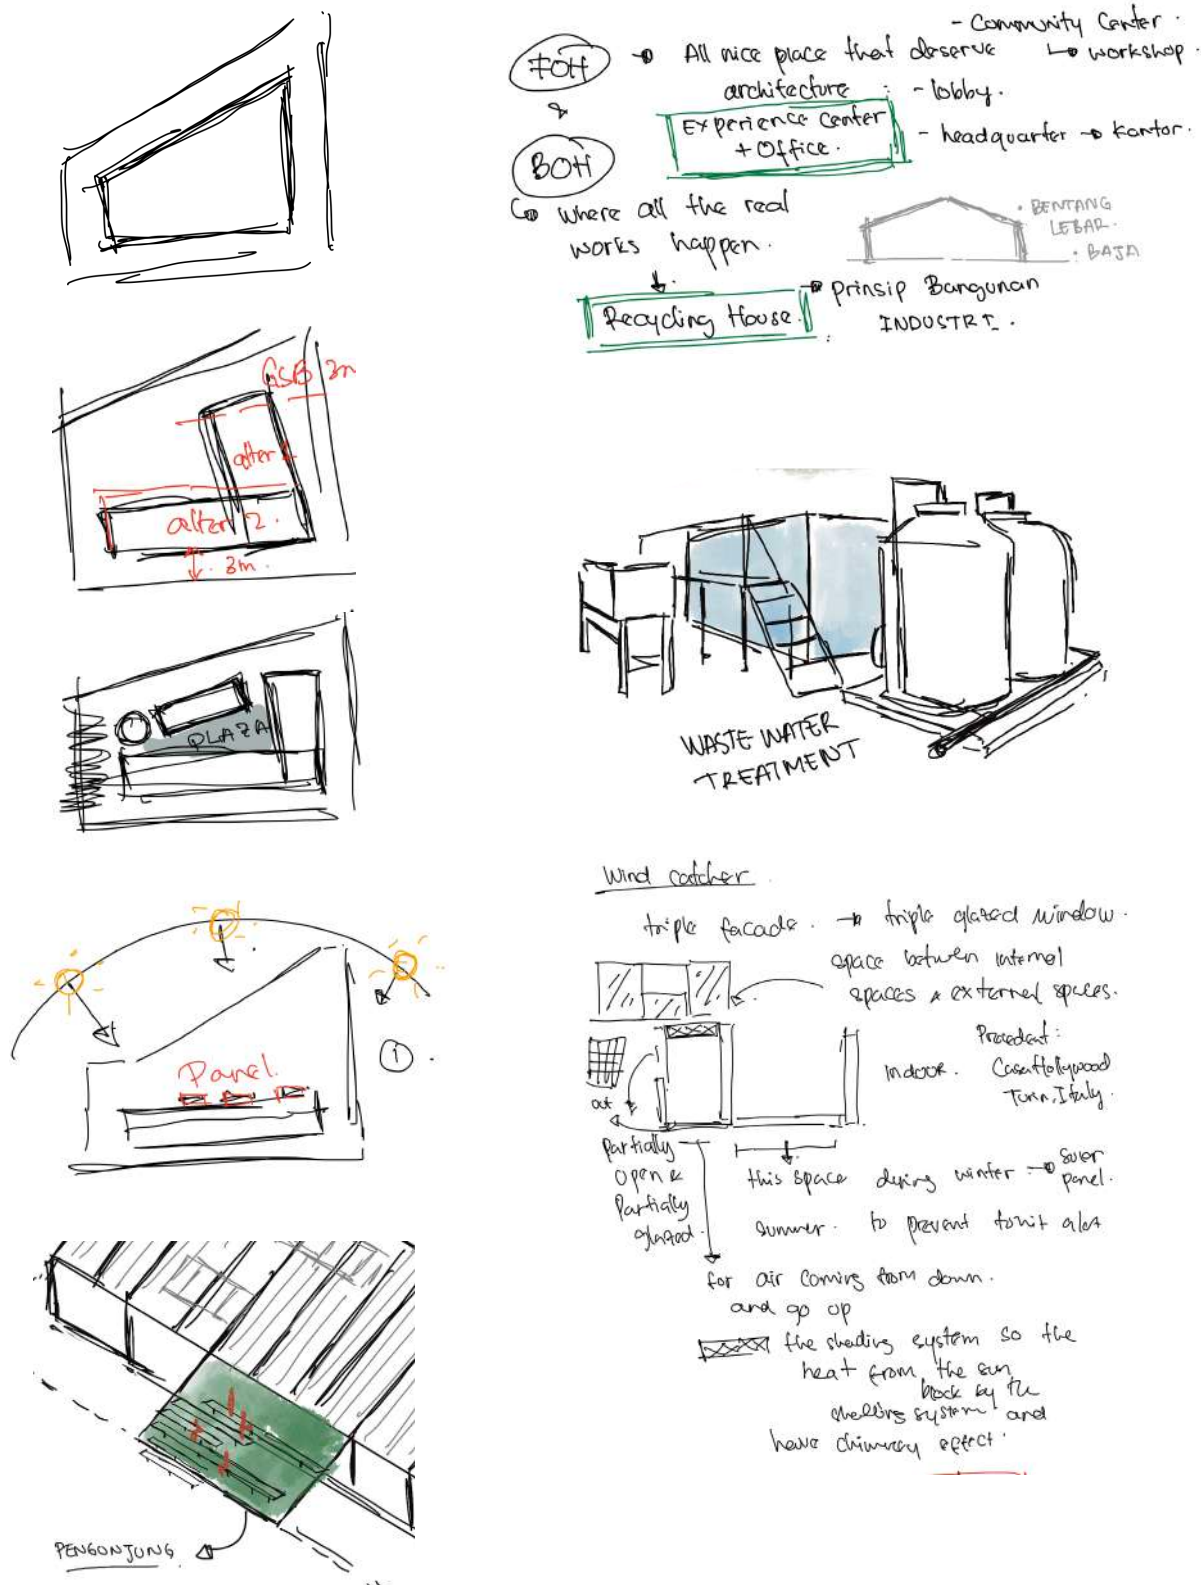 FOH
&
BOH
→ All nice place that deserve
architecture :
- Community Center.
↳ workshop.
- lobby.
- headquarter → kantor.
Experience Center
+ Office.
↳ where all the real
works happen.
Recycling House.
→ prinsip Bangunan
INDUSTRI.
• BENTANG
LEBAR.
• BAJA
GSB 3m
alter 1
alter 2.
3m.
PLAZA
WASTE WATER
TREATMENT
Panel.
①.
PENGUNJUNG
Wind catcher
triple facade. → triple glazed window.
space between internal
spaces & external spaces.
Indoor.
out
Precedent:
Casa Hollywood
Turin, Italy.
Partially
open &
Partially
glazed.
this space during winter →
panel.
summer. to prevent
for air coming from down.
and go up
the shading system so the
heat from the sun
block by the
shading system and
have chimney effect.